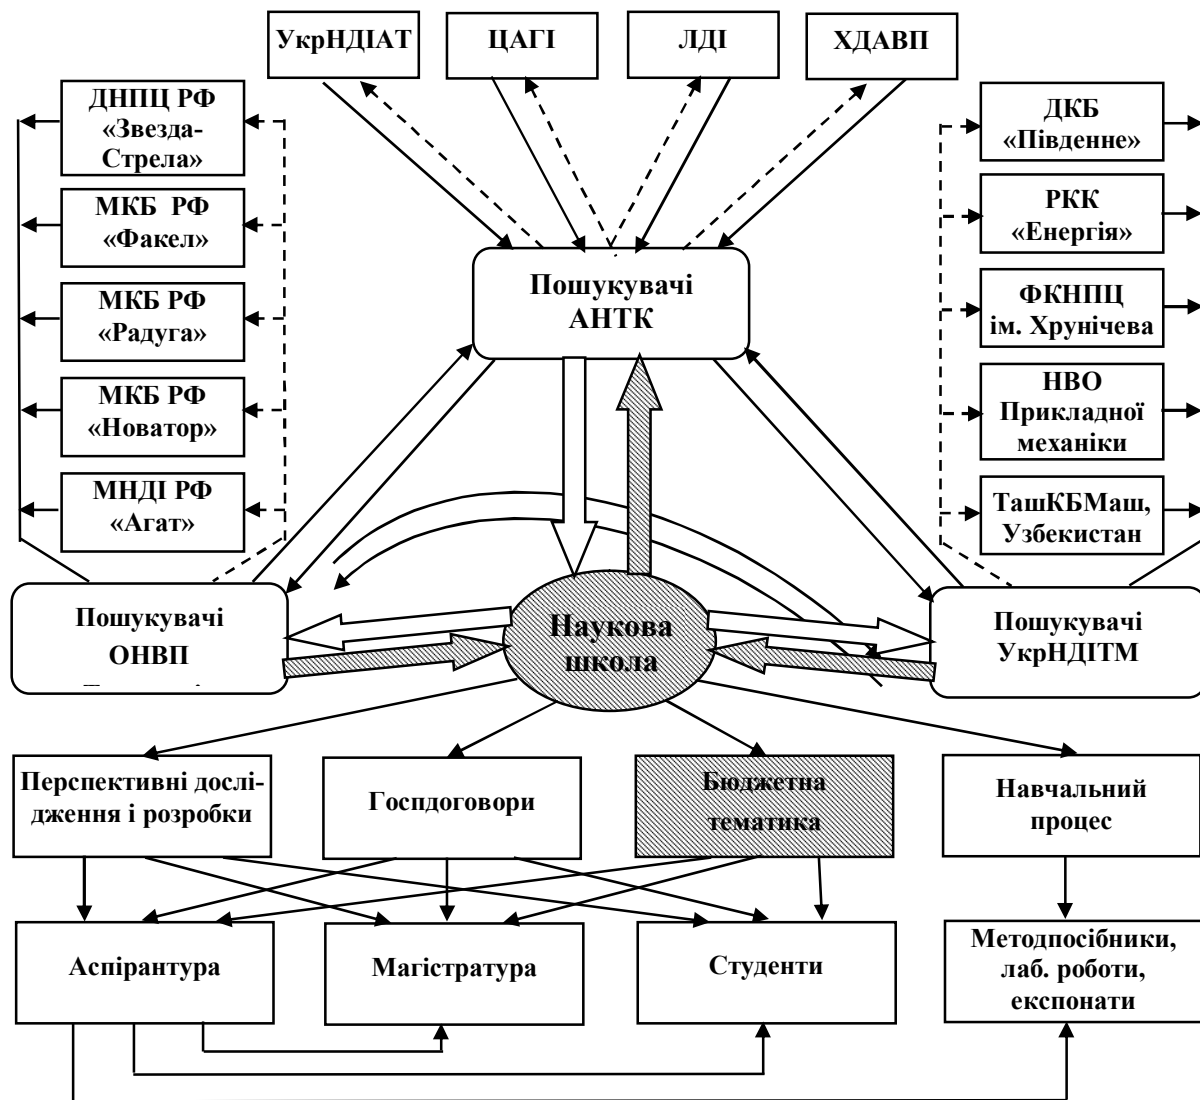 УкрНДІАТ
ЦАГІ
ЛДІ
ХДАВП
ДНПЦ РФ
«Звезда-
Стрела»
МКБ РФ
«Факел»
МКБ РФ
«Радуга»
МКБ РФ
«Новатор»
МНДІ РФ
«Агат»
ДКБ
«Південне»
РКК
«Енергія»
ФКНПЦ
ім. Хрунічева
НВО
Прикладної
механіки
ТашКБМаш,
Узбекистан
Пошукувачі
АНТК
Пошукувачі
ОНВП
Наукова
школа
Пошукувачі
УкрНДІТМ
Перспективні дослі-
дження і розробки
Госпдоговори
Бюджетна
тематика
Навчальний
процес
Аспірантура
Магістратура
Студенти
Методпосібники,
лаб. роботи,
експонати